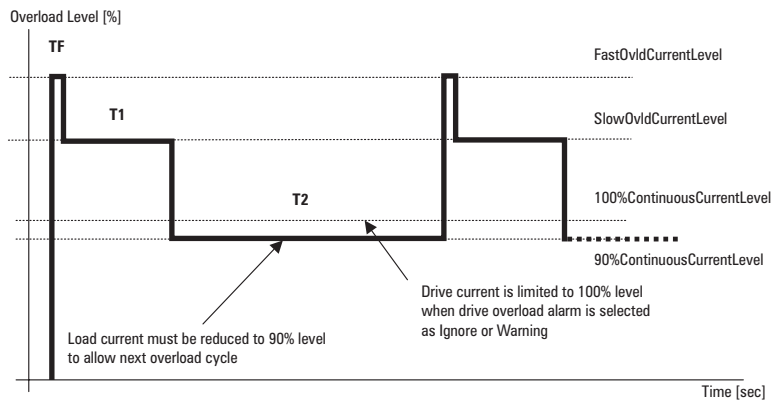 Overload Level [%]
TF
FastOvldCurrentLevel
T1
SlowOvldCurrentLevel
T2
100%ContinuousCurrentLevel
90%ContinuousCurrentLevel
Drive current is limited to 100% level
when drive overload alarm is selected
as Ignore or Warning
Load current must be reduced to 90% level
to allow next overload cycle
Time [sec]